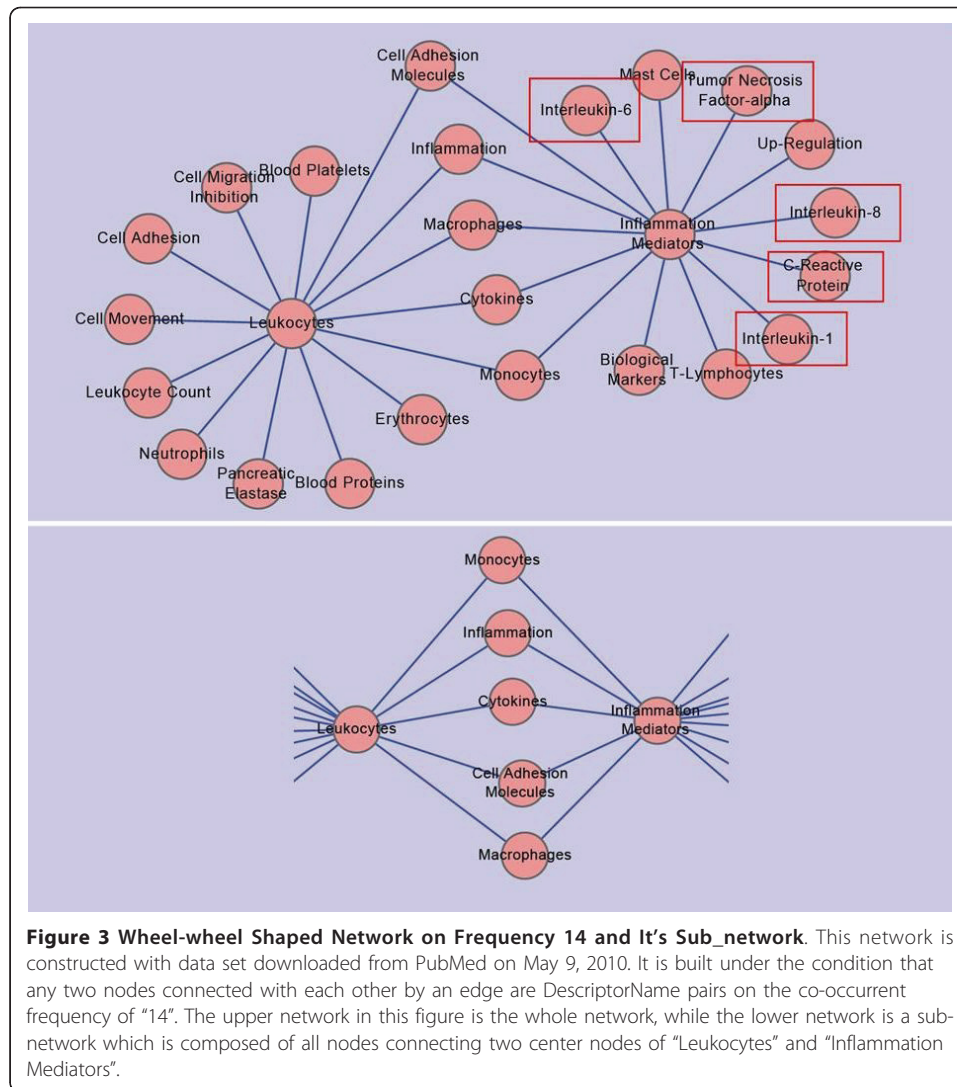 Cell Adhesion
Molecules
Mast Cells
Tumor Necrosis
Factor-alpha
Interleukin-6
Inflammation
Up-Regulation
Blood Platelets
Cell Migration
Inhibition
Macrophages
Inflammation
Mediators
Interleukin-8
Cell Adhesion
C-Reactive
Protein
Cytokines
Cell Movement
Leukocytes
Interleukin-1
Monocytes
Biological
Markers
T-Lymphocytes
Leukocyte Count
Erythrocytes
Neutrophils
Pancreatic
Elastase
Blood Proteins
Monocytes
Inflammation
Cytokines
Leukocytes
Inflammation
Mediators
Cell Adhesion
Molecules
Macrophages
Figure 3 Wheel-wheel Shaped Network on Frequency 14 and It's Sub_network. This network is
constructed with data set downloaded from PubMed on May 9, 2010. It is built under the condition that
any two nodes connected with each other by an edge are DescriptorName pairs on the co-occurrent
frequency of "14". The upper network in this figure is the whole network, while the lower network is a sub-
network which is composed of all nodes connecting two center nodes of "Leukocytes" and "Inflammation
Mediators".